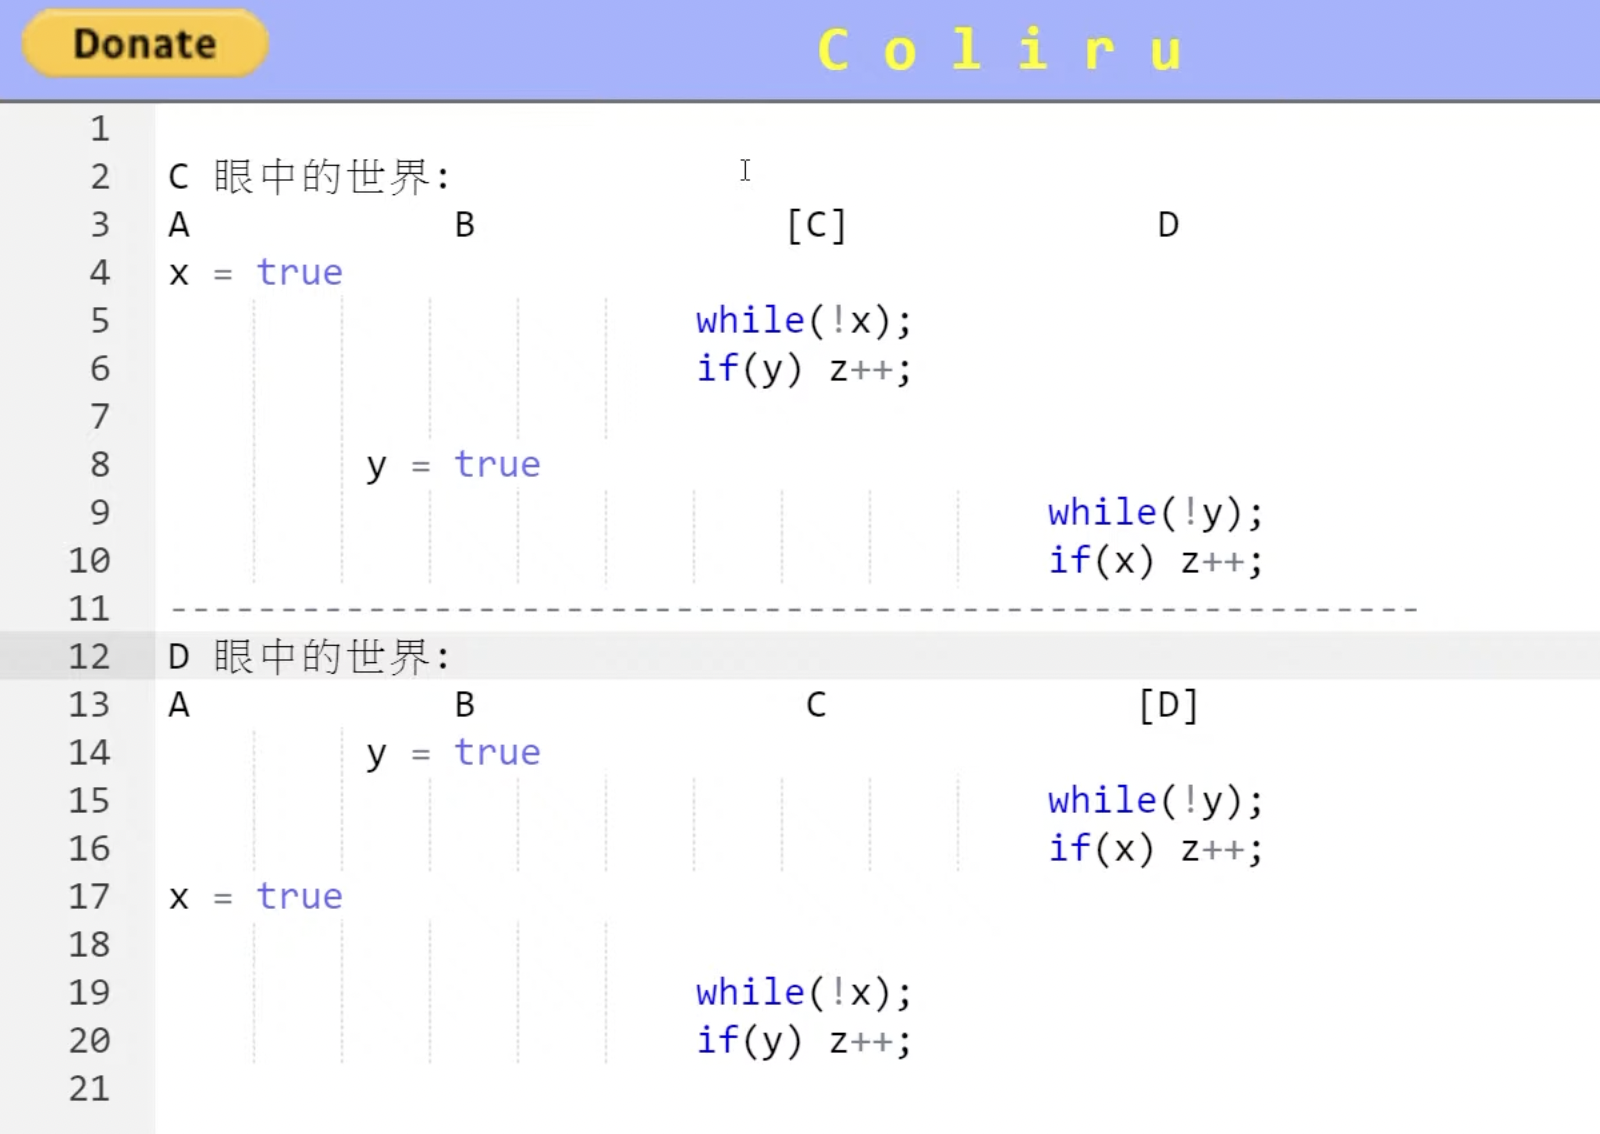 Donate
C o l i r u
1
2 C 眼中的世界:
3 A B [C] D
4 x = true
5 while(!x);
6 if(y) z++;
7
8 y = true
9 while(!y);
10 if(x) z++;
11 ---------------------------------------------------------
12 D 眼中的世界:
13 A B C [D]
14 y = true
15 while(!y);
16 if(x) z++;
17 x = true
18
19 while(!x);
20 if(y) z++;
21